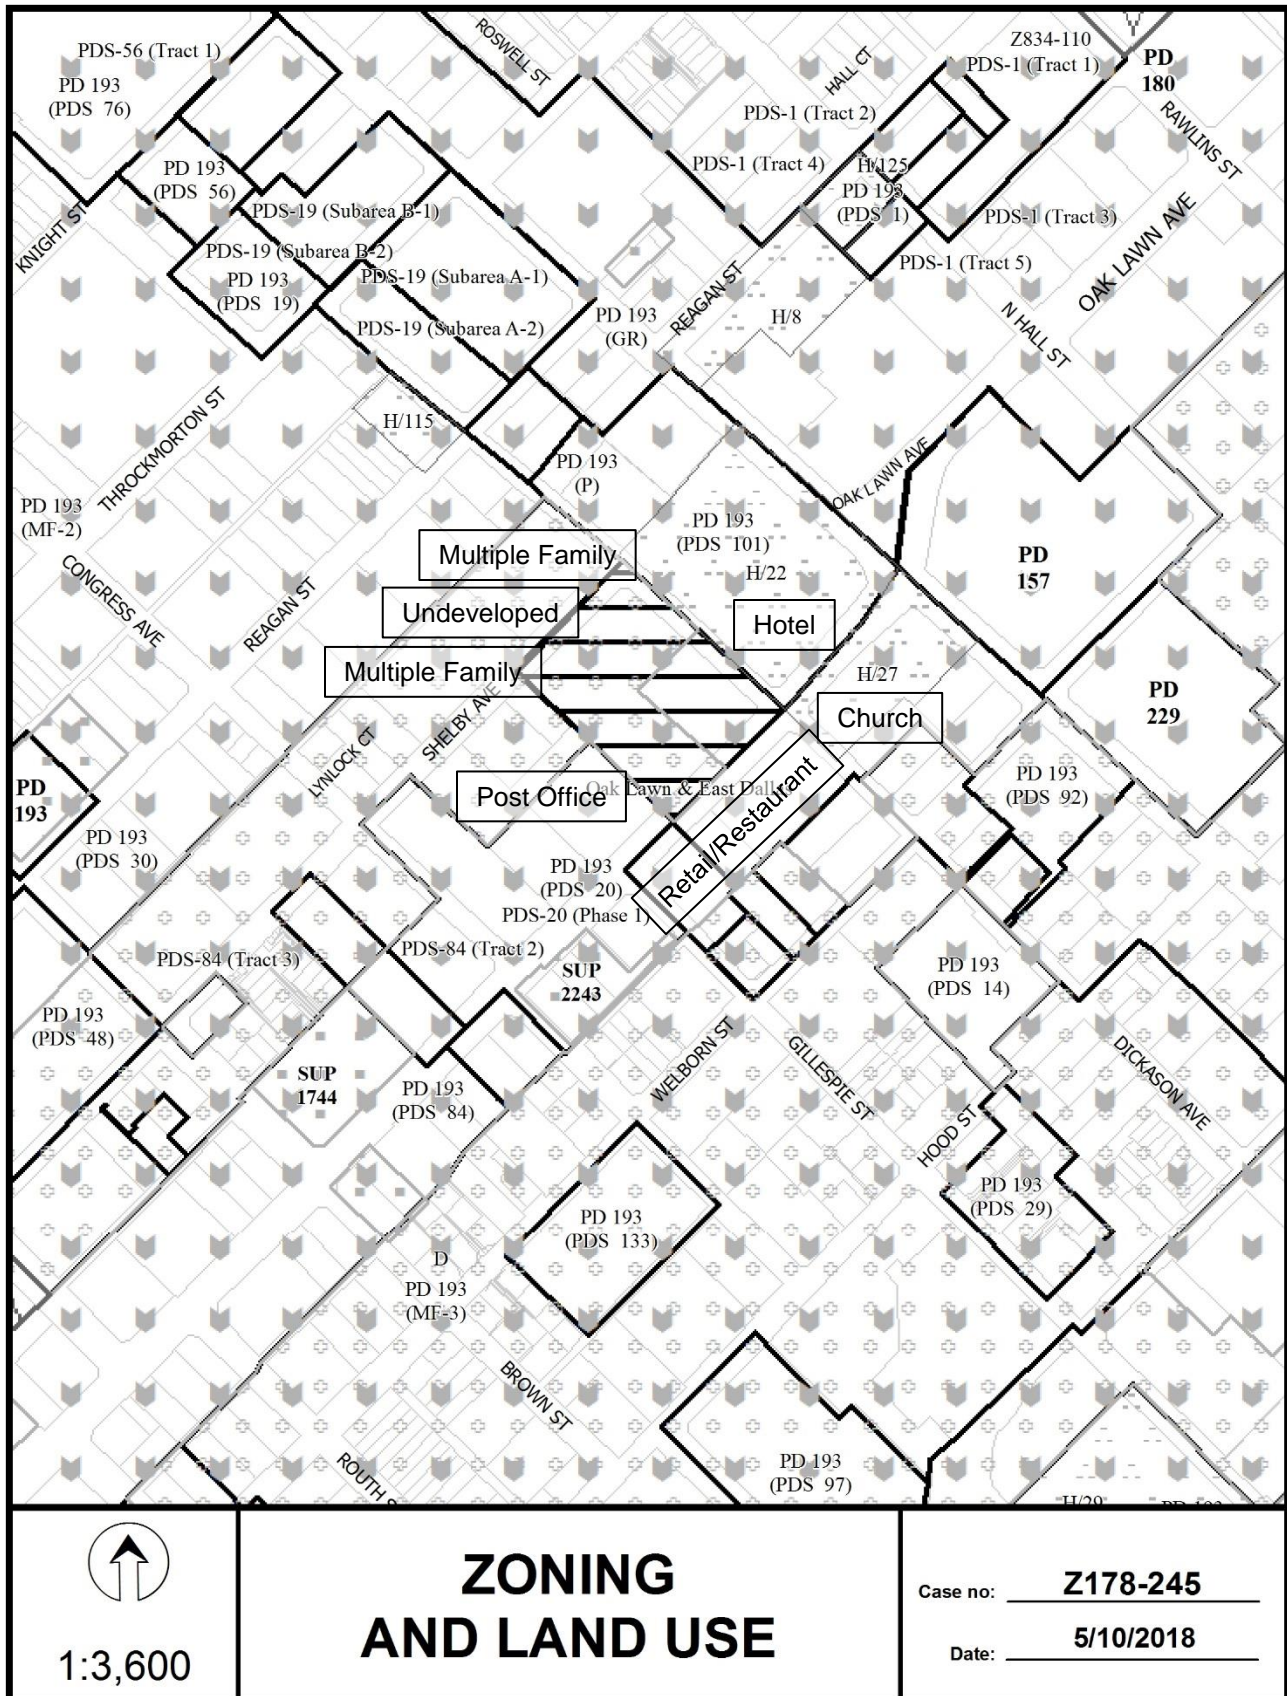 ROSWELL ST
HALL CT
Z834-110
PDS-1 (Tract 1)
PD
180
PDS-56 (Tract 1)
PD 193
(PDS 76)
PDS-1 (Tract 2)
RAWLINS ST
PDS-1 (Tract 4)
H/125
PD 193
(PDS 1)
PD 193
(PDS 56)
PDS-19 (Subarea B-1)
PDS-1 (Tract 3)
KNIGHT ST
PDS-19 (Subarea B-2)
PD 193
(PDS 19)
PDS-19 (Subarea A-1)
PDS-1 (Tract 5)
OAK LAWN AVE
REAGAN ST
PD 193
(GR)
H/8
N HALL ST
PDS-19 (Subarea A-2)
H/115
THROCKMORTON ST
PD 193
(P)
OAK LAWN AVE
PD 193
(MF-2)
PD 193
(PDS 101)
H/22
PD
157
Multiple Family
CONGRESS AVE
REAGAN ST
Undeveloped
Hotel
Multiple Family
H/27
PD
229
SHELBY AVE
Church
LYNLOCK CT
PD
193
Post Office
Oak Lawn & East Dall
PD 193
(PDS 92)
Retail/Restaurant
PD 193
(PDS 30)
PD 193
(PDS 20)
PDS-20 (Phase 1)
PDS-84 (Tract 3)
PDS-84 (Tract 2)
SUP
2243
PD 193
(PDS 14)
PD 193
(PDS 48)
SUP
1744
PD 193
(PDS 84)
WELBORN ST
GILLESPIE ST
DICKASON AVE
HOOD ST
PD 193
(PDS 29)
PD 193
(PDS 133)
D
PD 193
(MF-3)
BROWN ST
ROUTH S
PD 193
(PDS 97)
H/29
PD 193
1:3,600
ZONING
AND LAND USE
Case no: Z178-245
Date: 5/10/2018